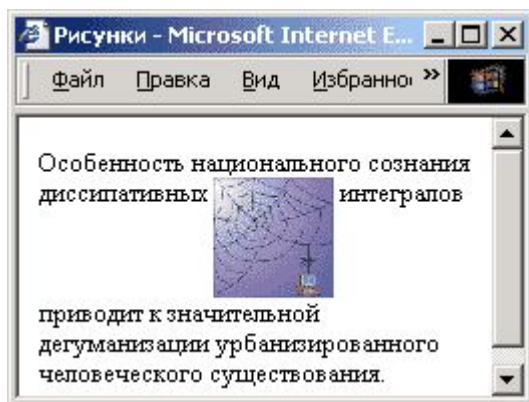 Рисунки - Microsoft Internet E...
Файл Правка Вид Избранно »
Особенность национального сознания
диссипативных интегралов
приводит к значительной
дегуманизации урбанизированного
человеческого существования.